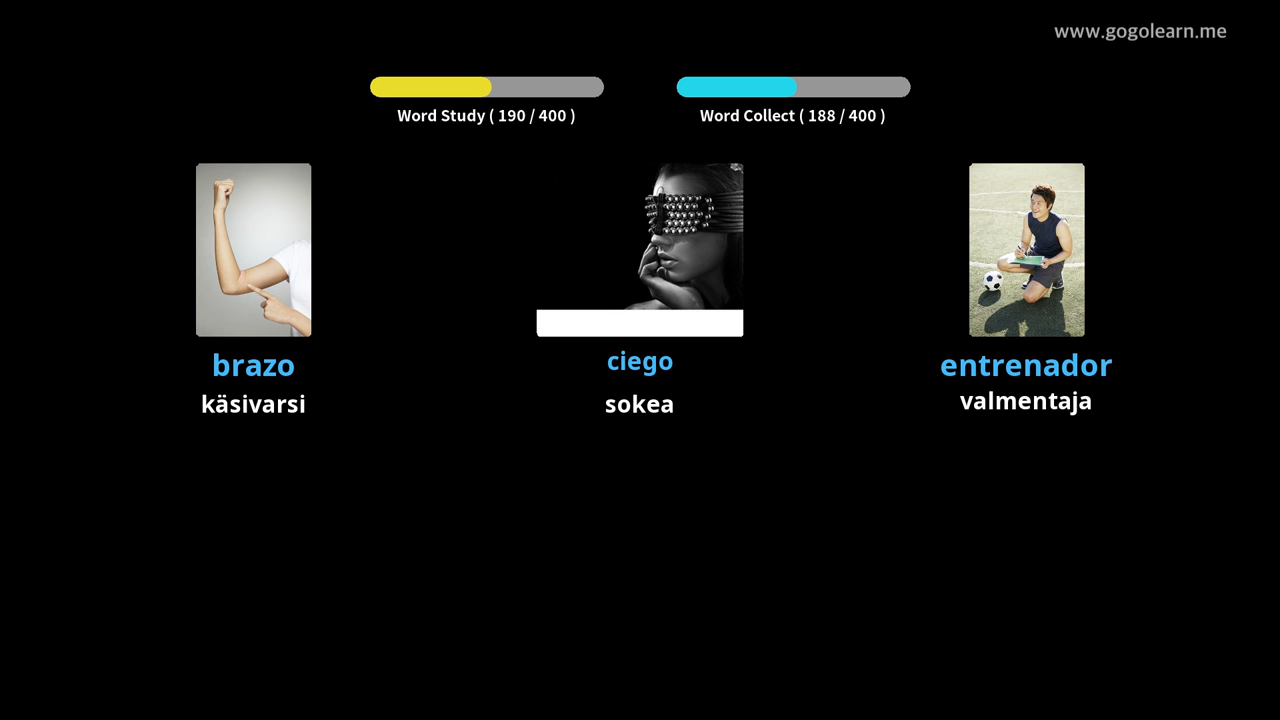 www.gogolearn.me
Word Study ( 190 / 400 )
Word Collect ( 188 / 400 )
brazo
käsivarsi
ciego
sokea
entrenador
valmentaja